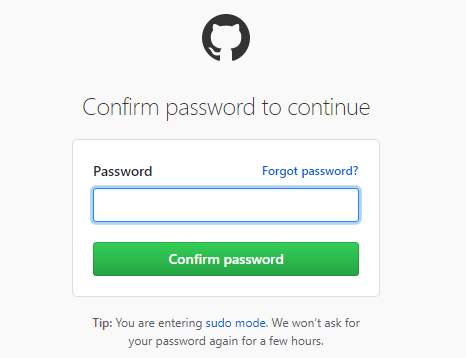 Confirm password to continue
Password
Forgot password?
Confirm password
Tip: You are entering sudo mode. We won't ask for
your password again for a few hours.